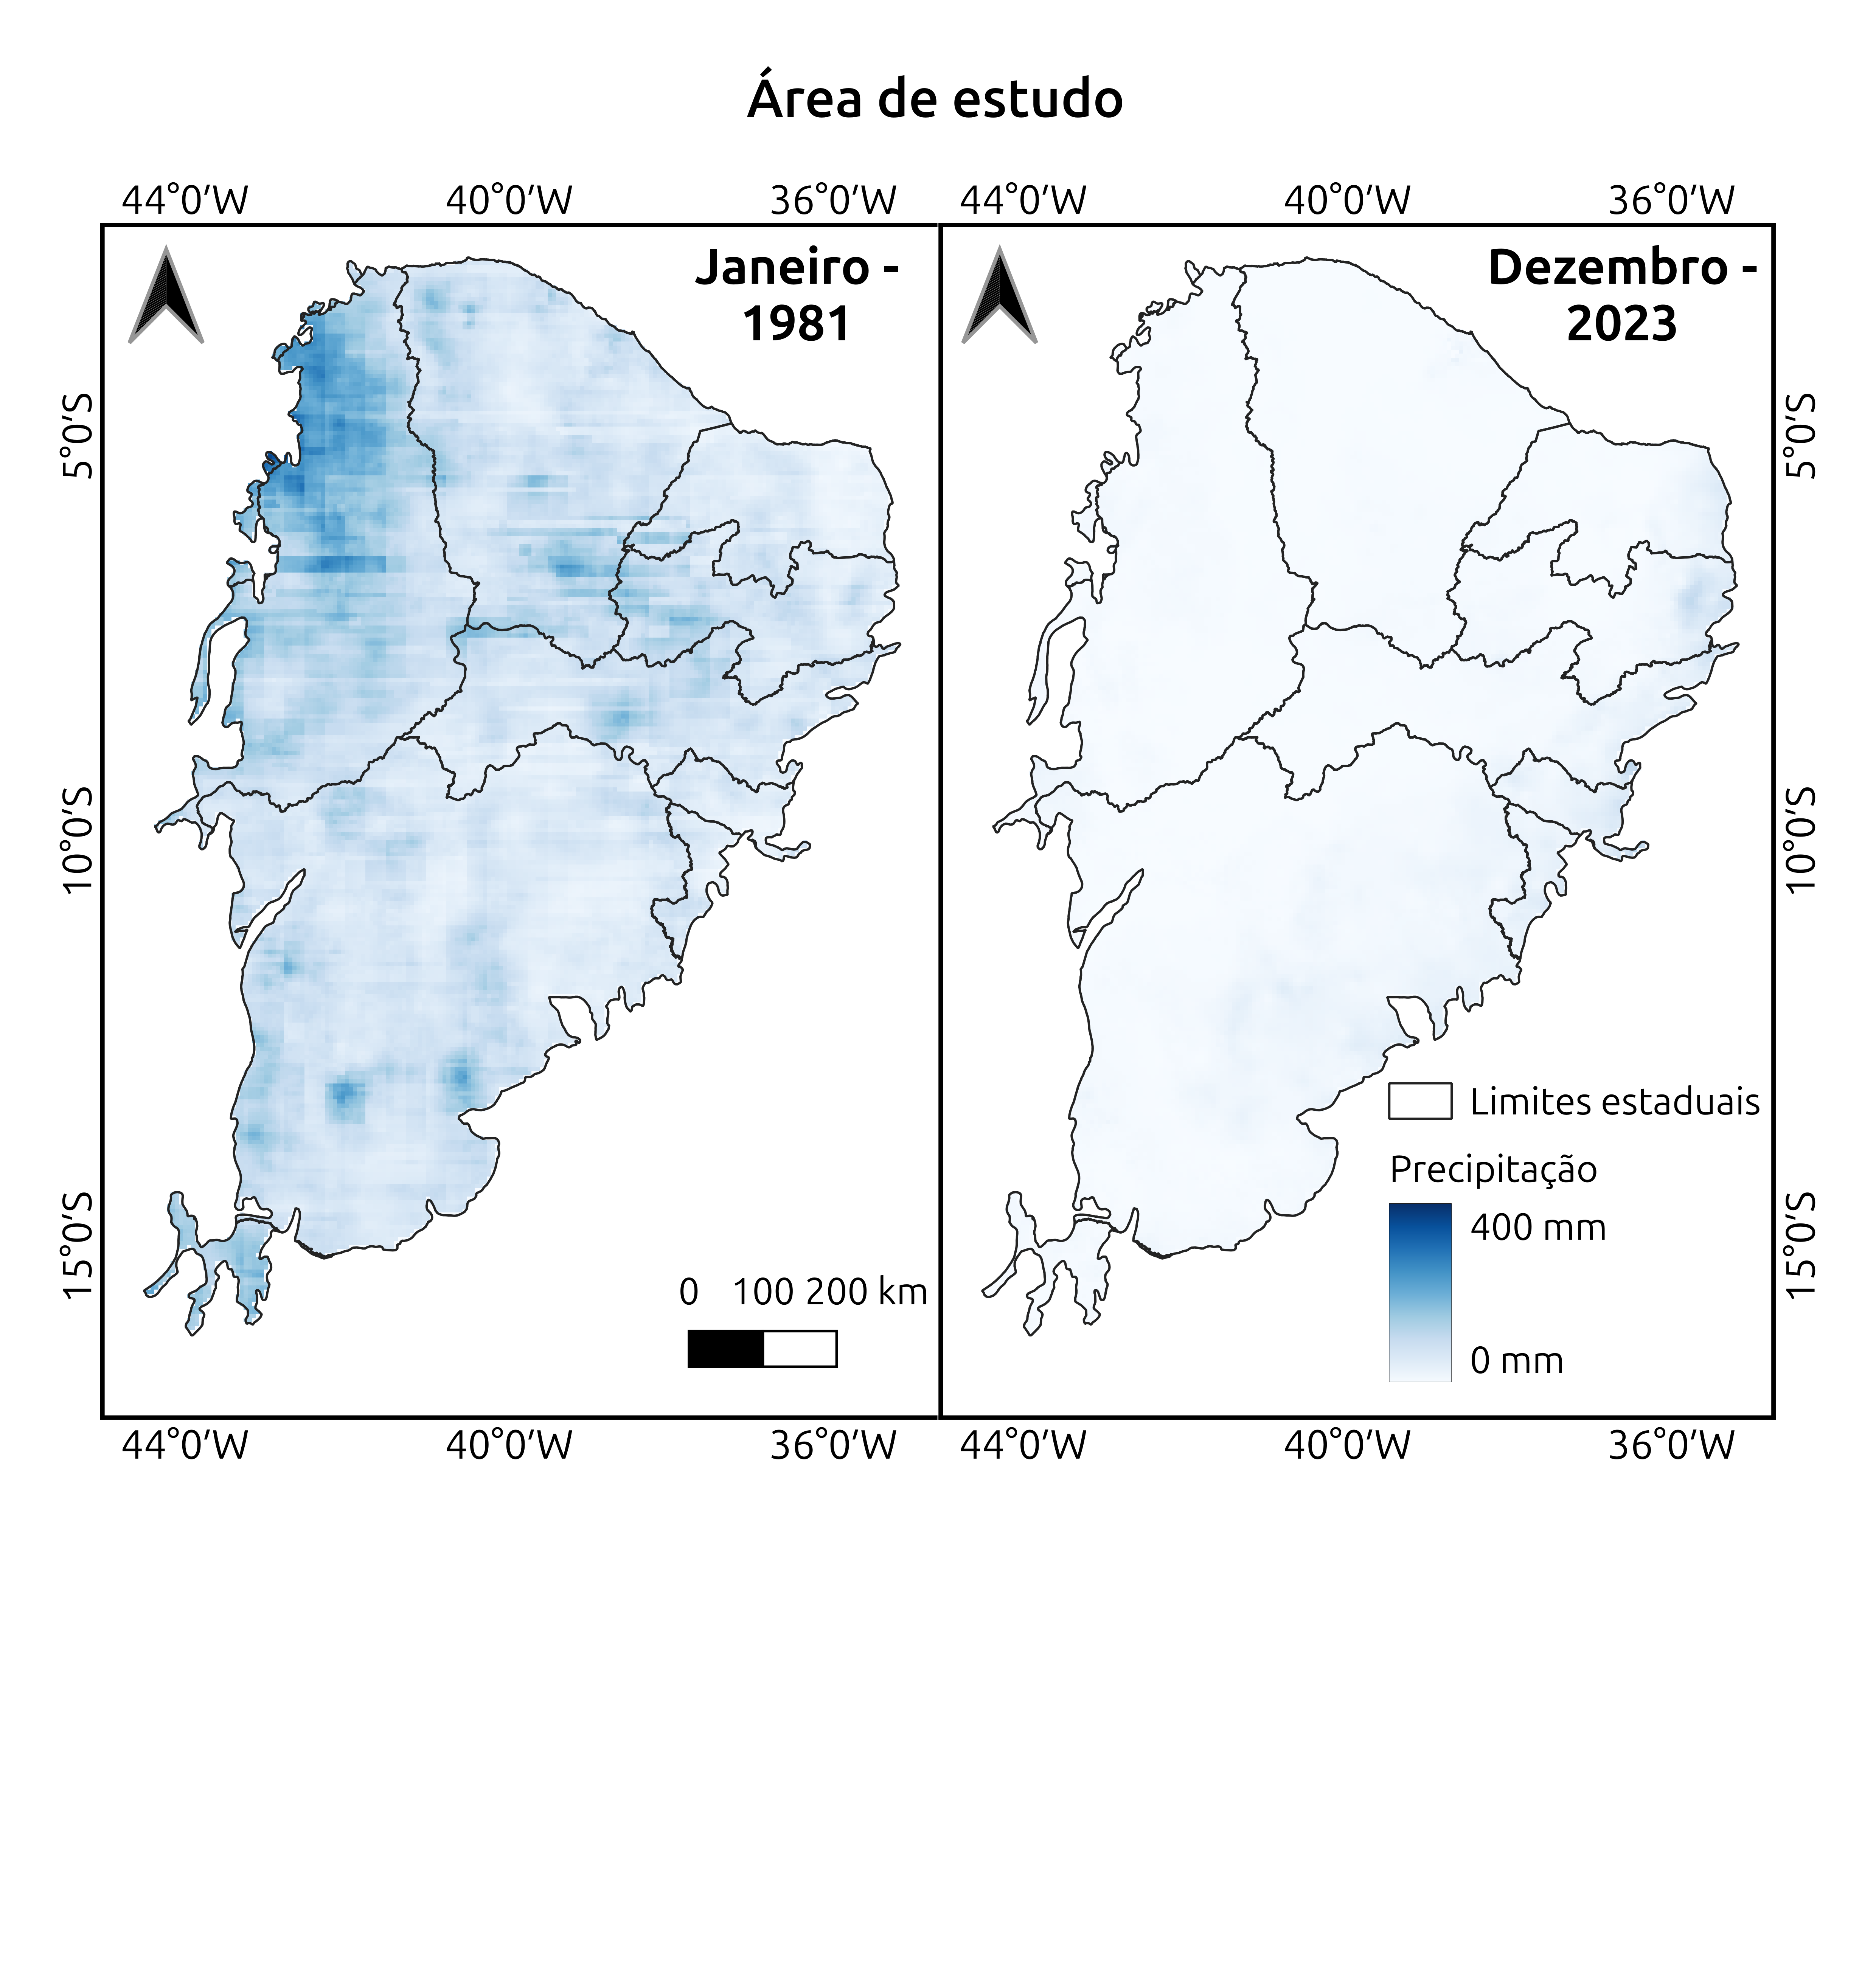 Área de estudo
44°0′W 40°0′W 36°0′W 44°0′W 40°0′W 36°0′W
Janeiro -
1981
Dezembro -
2023
5°0′S 5°0′S
10°0′S 10°0′S
Limites estaduais
Precipitação
400 mm
0 mm
15°0′S 15°0′S
0 100 200 km
44°0′W 40°0′W 36°0′W 44°0′W 40°0′W 36°0′W